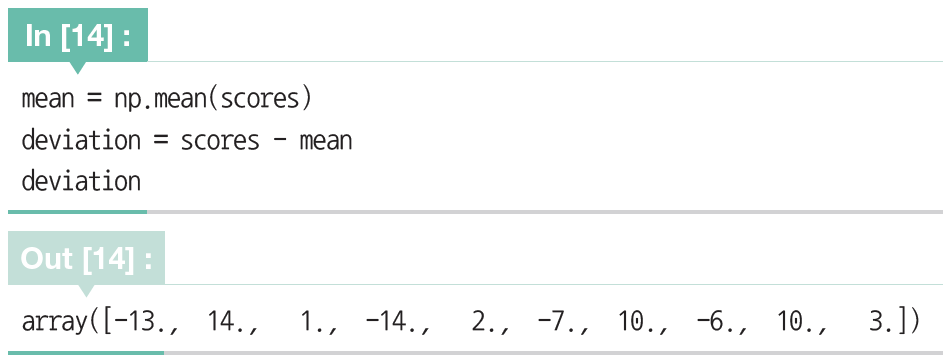 In [14] :
mean = np.mean(scores)
deviation = scores - mean
deviation
Out [14] :
array([-13., 14., 1., -14., 2., -7., 10., -6., 10., 3.])